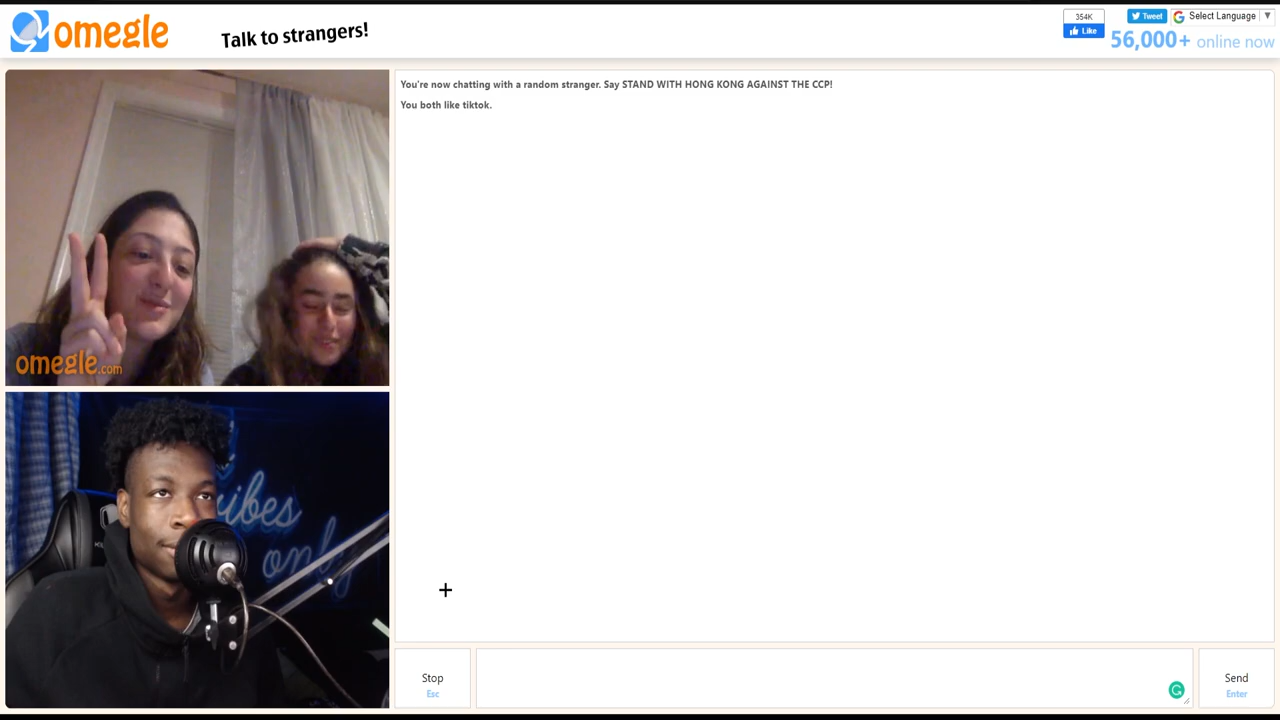 omegle
Talk to strangers!
354K
Like
Tweet
Select Language ▼
56,000+ online now
You're now chatting with a random stranger. Say STAND WITH HONG KONG AGAINST THE CCP!
You both like tiktok.
omegle.com
vibes
only
Stop
Esc
Send
Enter